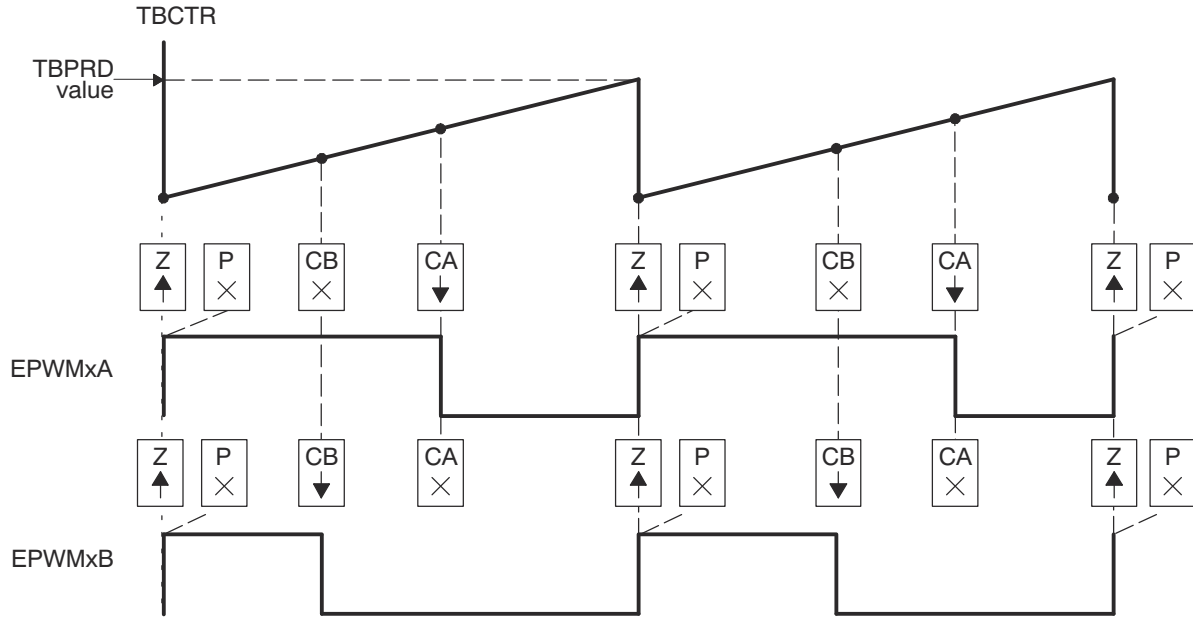 TBCTR
TBPRD
value
Z P CB CA Z P CB CA Z P
EPWMxA
Z P CB CA Z P CB CA Z P
EPWMxB